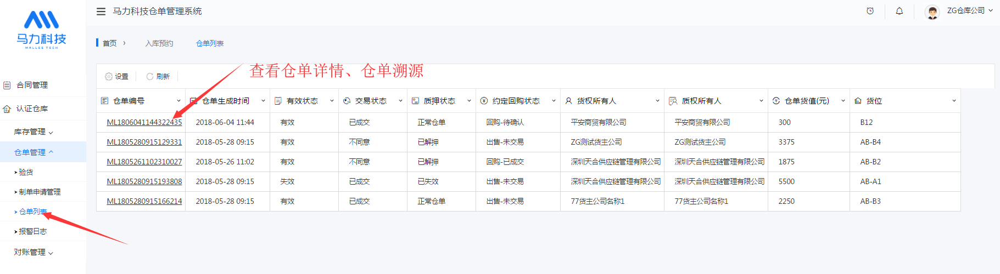 马力科技
MALLEE TECH
马力科技仓单管理系统
ZG仓库公司
首页 › 入库预约 仓单列表
查看仓单详情、仓单溯源
设置 刷新
合同管理
认证仓库
库存管理
仓单管理
验货
制单申请管理
仓单列表
报警日志
对账管理
仓单编号 仓单生成时间 有效状态 交易状态 质押状态 约定回购状态 货权所有人 质权所有人 仓单货值(元) 货位
ML1806041144322435 2018-06-04 11:44 有效 已成交 正常仓单 回购-待确认 平安商贸有限公司 平安商贸有限公司 300 B12
ML1805280915129331 2018-05-28 09:15 有效 不同意 已解押 出售-未交易 ZG测试货主公司 ZG测试货主公司 3375 AB-B4
ML1805261102310027 2018-05-26 11:02 有效 不同意 已解押 回购-已成交 深圳天合供应链管理有限公司 深圳天合供应链管理有限公司 1875 AB-B2
ML1805280915193808 2018-05-28 09:15 失效 已成交 已失效 出售-未交易 深圳天合供应链管理有限公司 深圳天合供应链管理有限公司 5500 AB-A1
ML1805280915166214 2018-05-28 09:15 有效 已成交 正常仓单 出售-未交易 77货主公司名称1 77货主公司名称1 2250 AB-B3